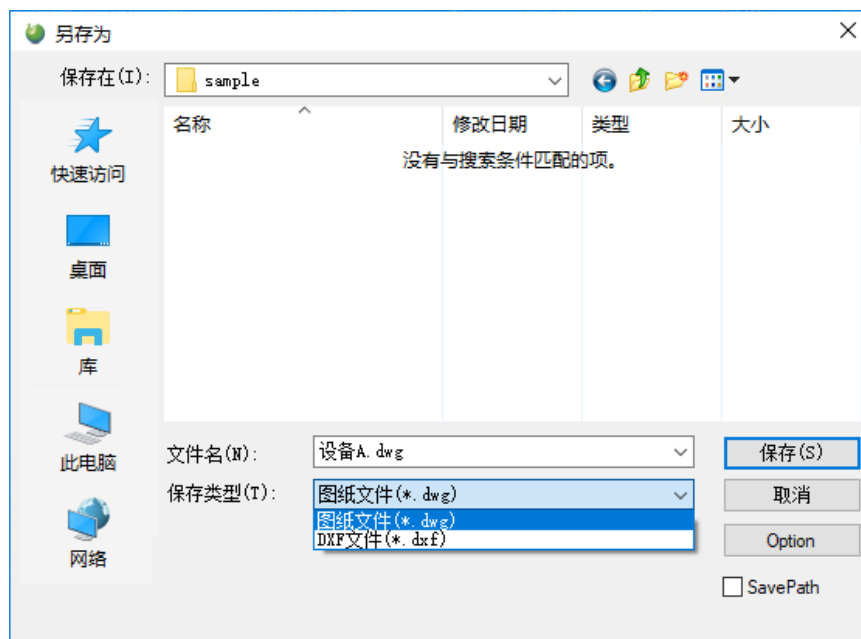 另存为
保存在(I):
sample
名称
修改日期
类型
大小
没有与搜索条件匹配的项。
快速访问
桌面
库
此电脑
网络
文件名(N):
设备A.dwg
保存(S)
保存类型(T):
图纸文件(*.dwg)
取消
图纸文件(*.dwg)
DXF文件(*.dxf)
Option
SavePath